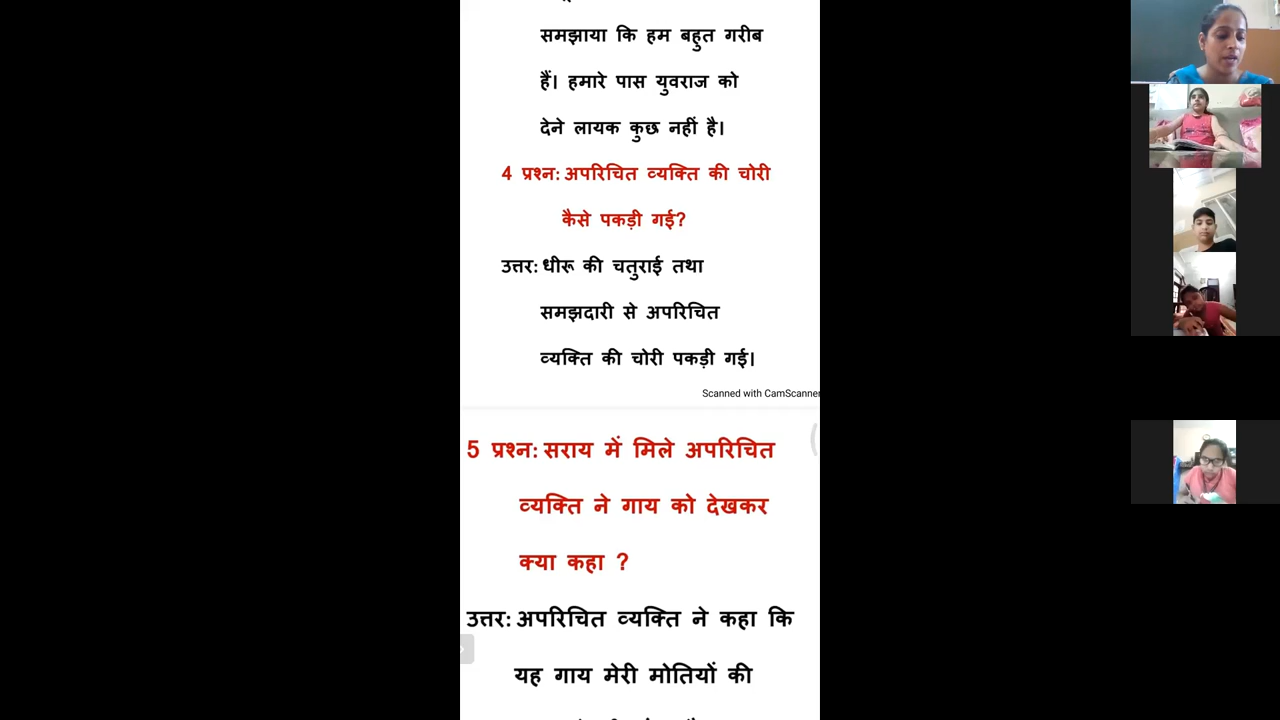 समझाया कि हम बहुत गरीब
हैं। हमारे पास युवराज को
देने लायक कुछ नहीं है।
4 प्रश्न: अपरिचित व्यक्ति की चोरी
कैसे पकड़ी गई?
उत्तर: धीरू की चतुराई तथा
समझदारी से अपरिचित
व्यक्ति की चोरी पकड़ी गई।
Scanned with CamScanner
5 प्रश्न: सराय में मिले अपरिचित
व्यक्ति ने गाय को देखकर
क्या कहा ?
उत्तर: अपरिचित व्यक्ति ने कहा कि
यह गाय मेरी मोतियों की